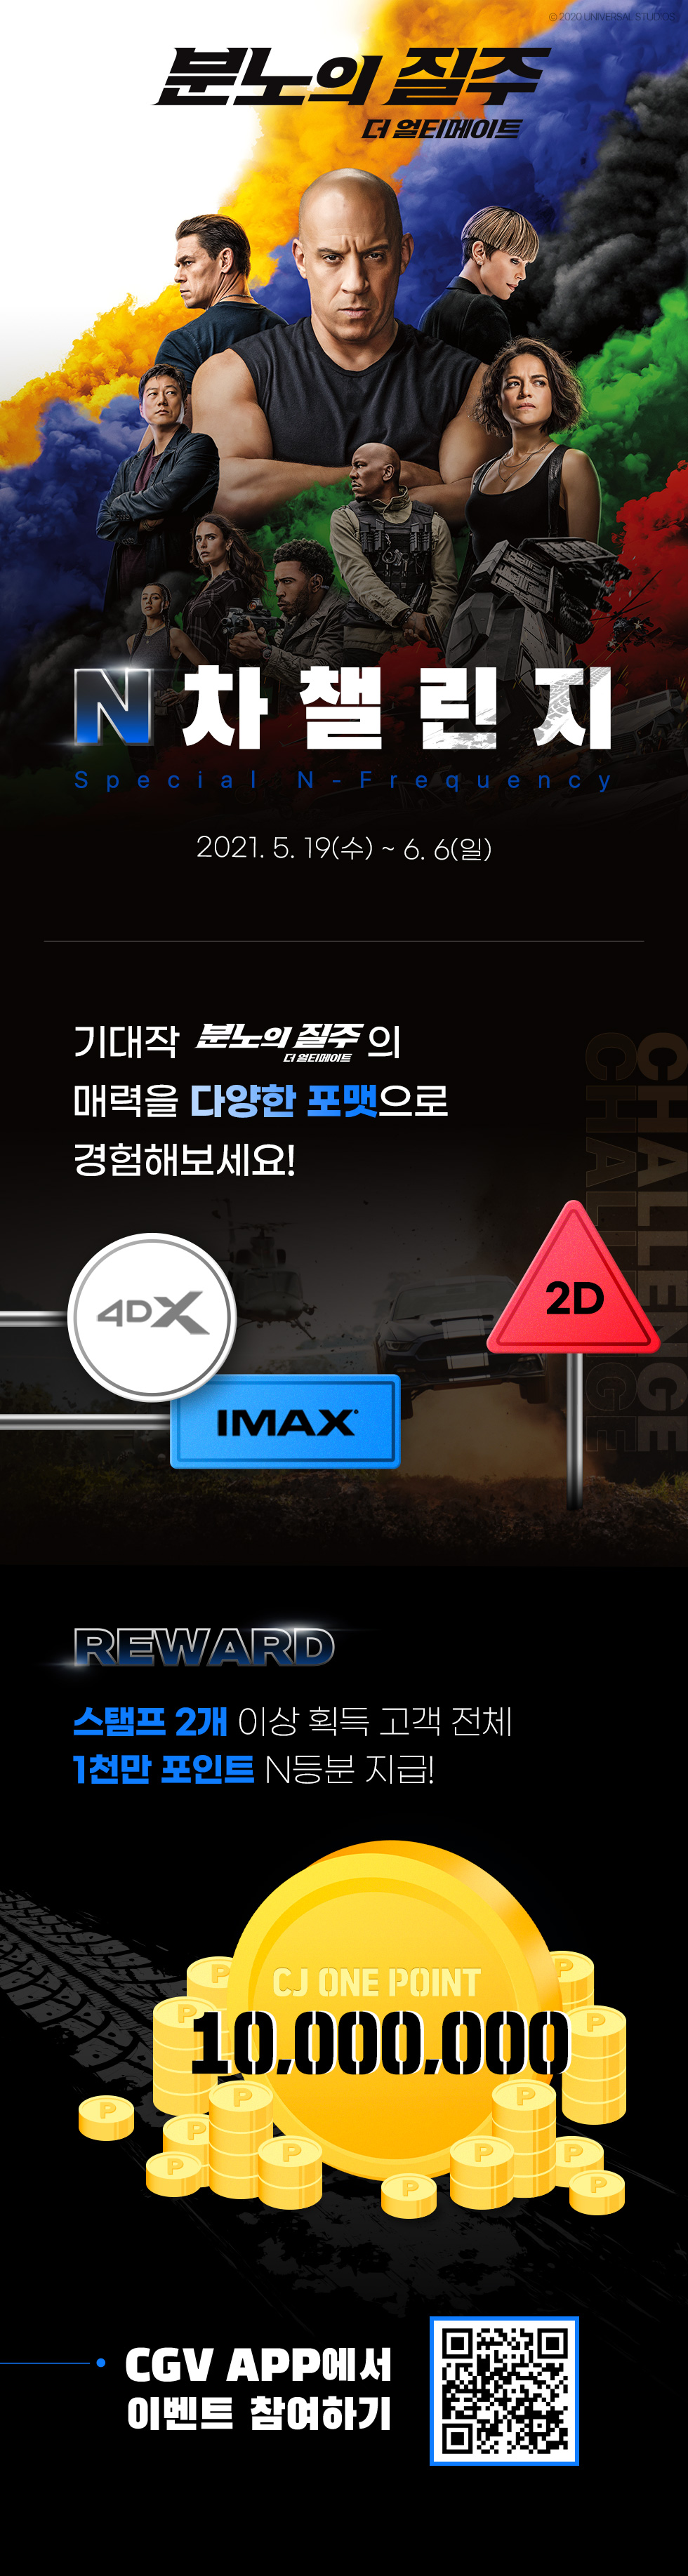 © 2020 UNIVERSAL STUDIOS
분노의 질주
더 얼티메이트
N차챌린지
Special N-Frequency
2021. 5. 19(수) ~ 6. 6(일)
기대작 분노의 질주 더 얼티메이트의
매력을 다양한 포맷으로
경험해보세요!
CHALLENGE
CHALLENGE
4DX
2D
IMAX
REWARD
스탬프 2개 이상 획득 고객 전체
1천만 포인트 N등분 지급!
CJ ONE POINT
10,000,000
P
P
P
P
P
P
P
P
P
P
P
P
P
P
CGV APP에서
이벤트 참여하기